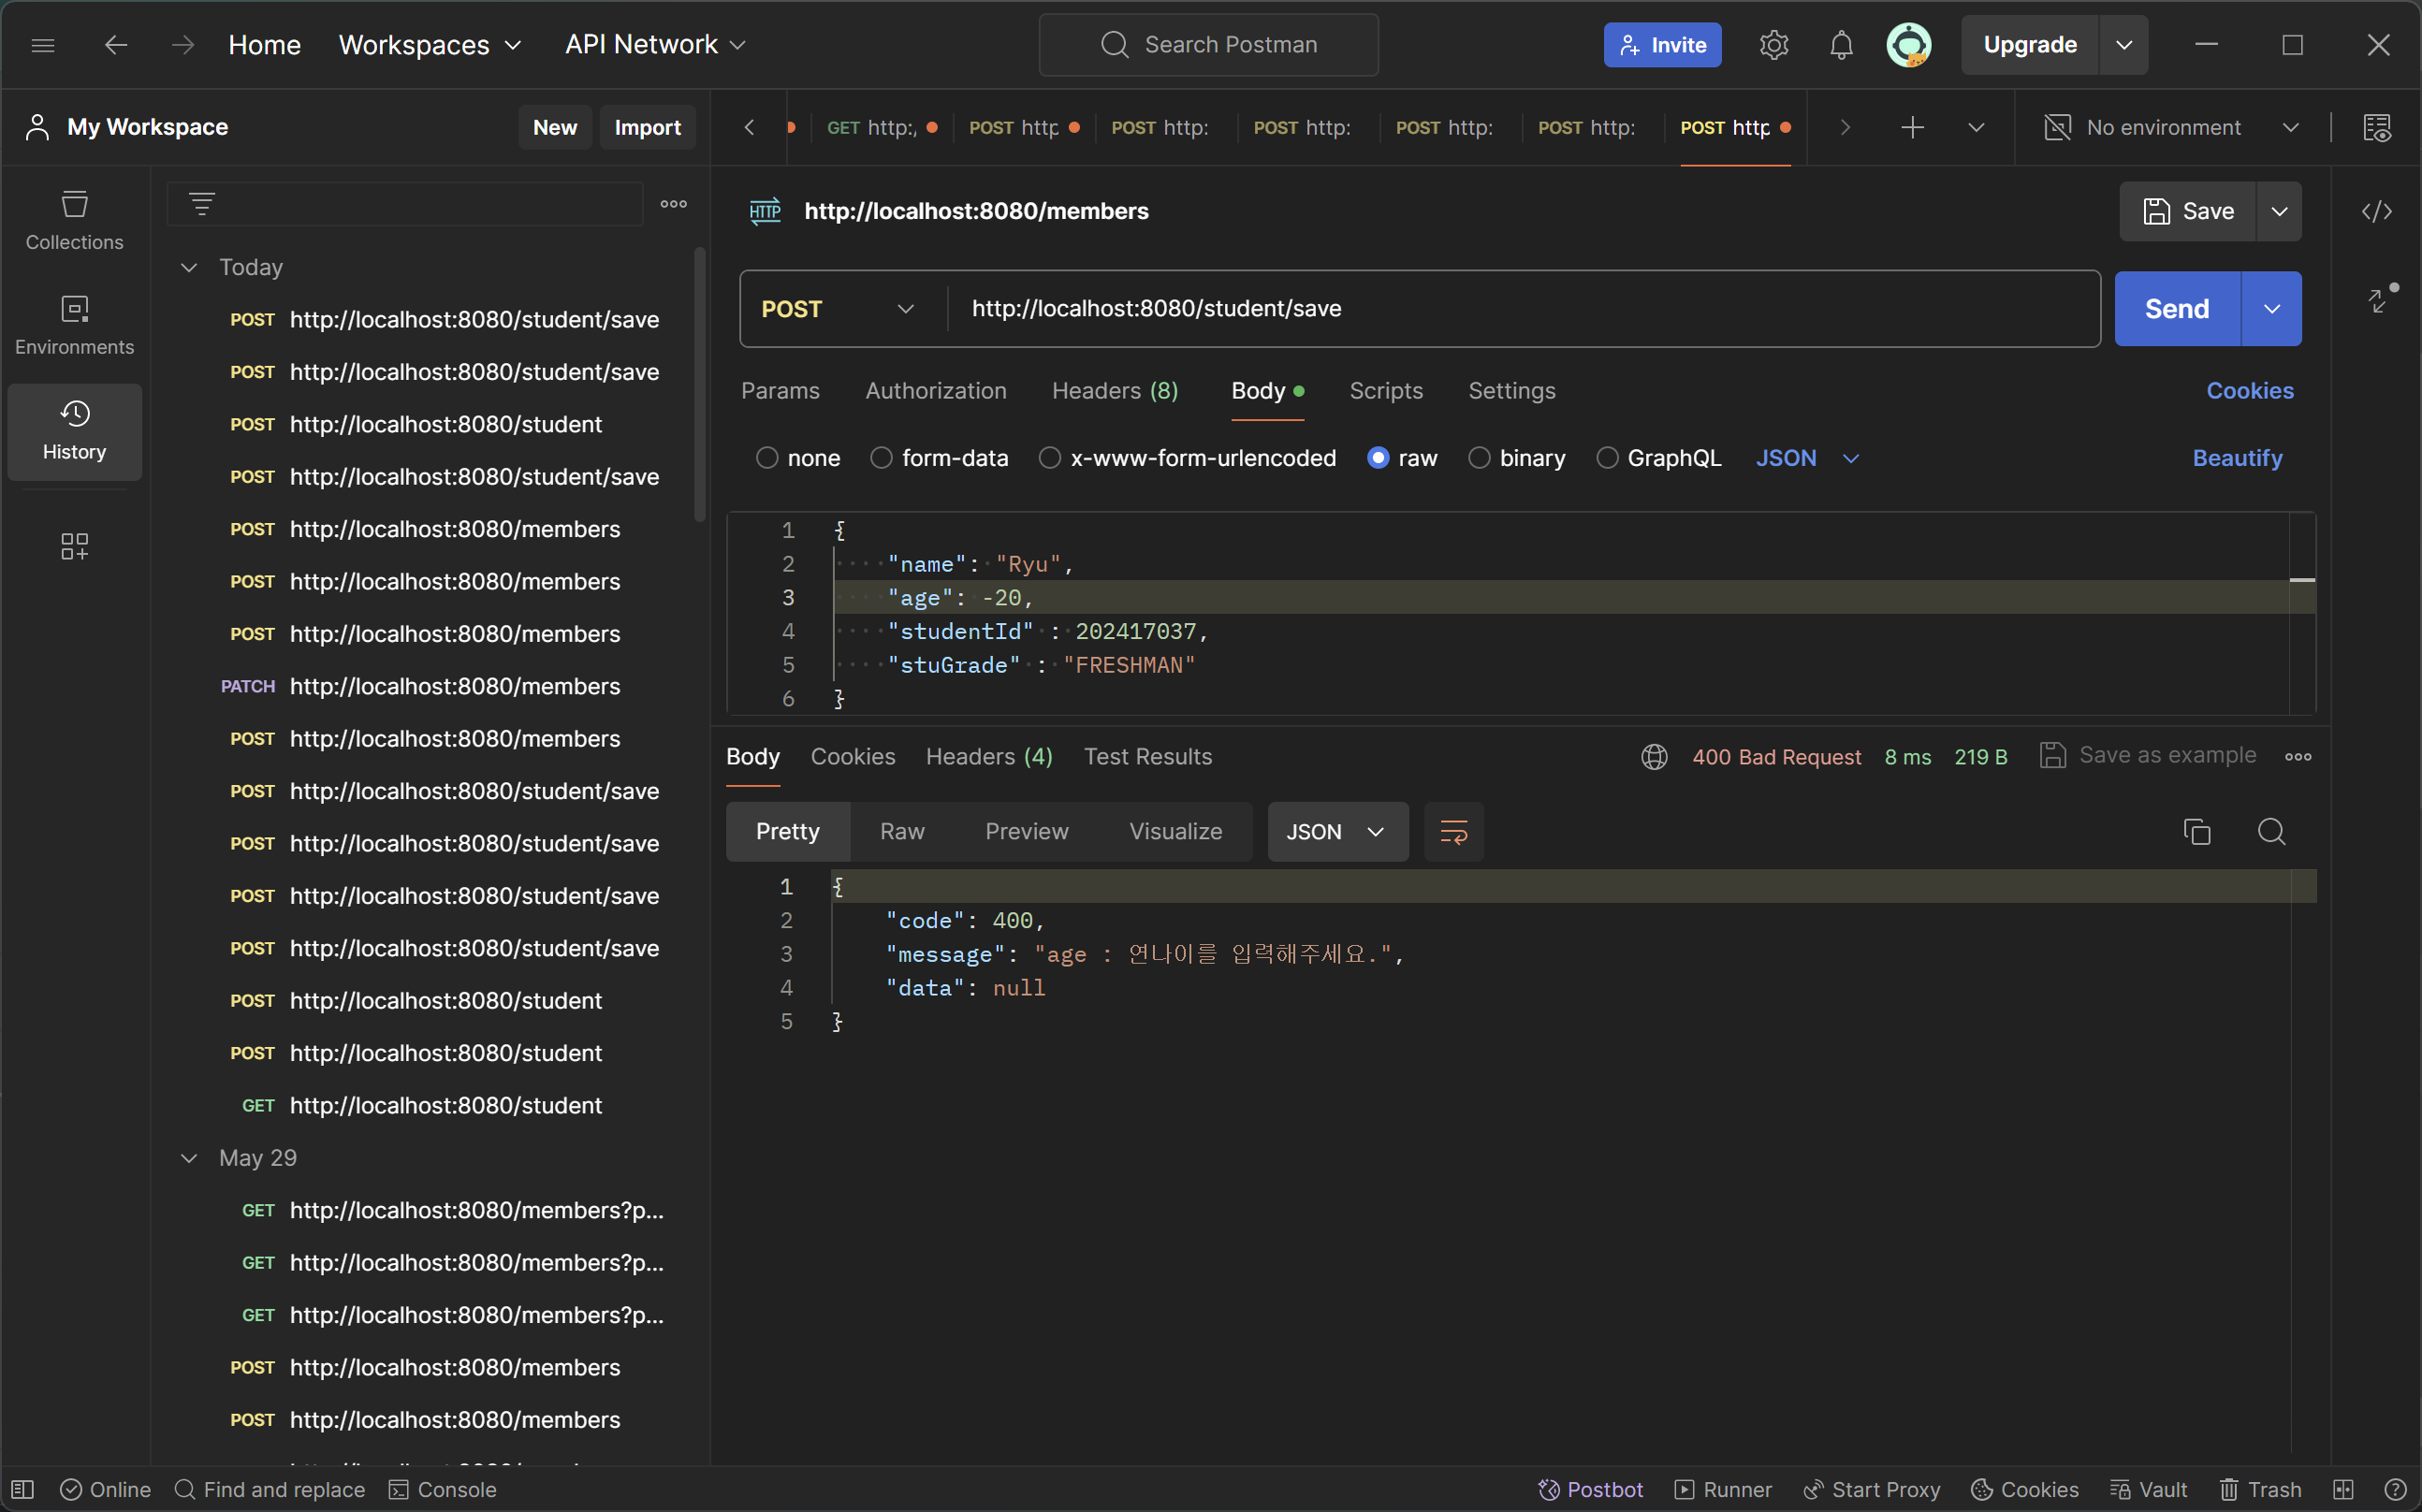 Home Workspaces API Network Search Postman Invite Upgrade
My Workspace New Import GET http:, POST http POST http: POST http: POST http: POST http: POST http No environment
Collections
Environments
History
Today
POST http://localhost:8080/student/save
POST http://localhost:8080/student/save
POST http://localhost:8080/student
POST http://localhost:8080/student/save
POST http://localhost:8080/members
POST http://localhost:8080/members
POST http://localhost:8080/members
PATCH http://localhost:8080/members
POST http://localhost:8080/members
POST http://localhost:8080/student/save
POST http://localhost:8080/student/save
POST http://localhost:8080/student/save
POST http://localhost:8080/student/save
POST http://localhost:8080/student
POST http://localhost:8080/student
GET http://localhost:8080/student
May 29
GET http://localhost:8080/members?p...
GET http://localhost:8080/members?p...
GET http://localhost:8080/members?p...
POST http://localhost:8080/members
POST http://localhost:8080/members
HTTP http://localhost:8080/members Save
POST http://localhost:8080/student/save Send
Params Authorization Headers (8) Body Scripts Settings Cookies
none form-data x-www-form-urlencoded raw binary GraphQL JSON Beautify
1 {
2 "name": "Ryu",
3 "age": -20,
4 "studentId" : 202417037,
5 "stuGrade" : "FRESHMAN"
6 }
Body Cookies Headers (4) Test Results 400 Bad Request 8 ms 219 B Save as example
Pretty Raw Preview Visualize JSON
1 {
2 "code": 400,
3 "message": "age : 연나이를 입력해주세요.",
4 "data": null
5 }
Online Find and replace Console Postbot Runner Start Proxy Cookies Vault Trash